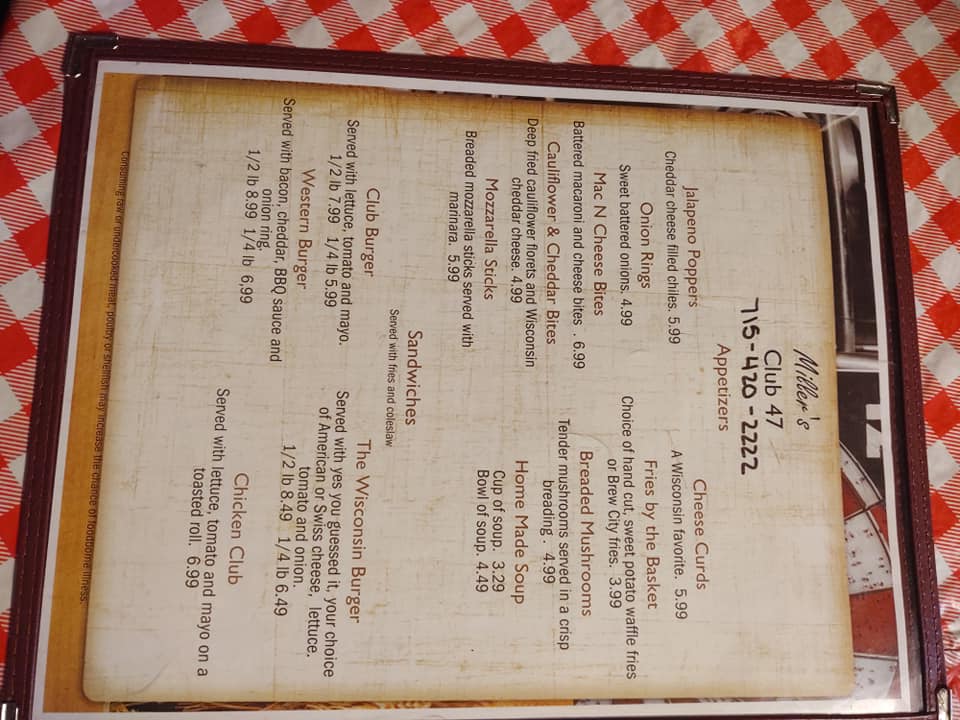 Miller's
Club 47
715-420-2222
Appetizers
Jalapeno Poppers
Cheddar cheese filled chiles. 5.99
Onion Rings
Sweet battered onions. 4.99
Mac N Cheese Bites
Battered macaroni and cheese bites . 6.99
Cauliflower & Cheddar Bites
Deep fried cauliflower florets and Wisconsin
cheddar cheese. 4.99
Mozzarella Sticks
Breaded mozzarella sticks served with
marinara. 5.99
Cheese Curds
A Wisconsin favorite. 5.99
Fries by the Basket
Choice of hand cut, sweet potato waffle fries
or Brew City fries. 3.99
Breaded Mushrooms
Tender mushrooms served in a crisp
breading . 4.99
Home Made Soup
Cup of soup. 3.29
Bowl of soup. 4.49
Sandwiches
Served with fries and coleslaw
Club Burger
Served with lettuce, tomato and mayo.
1/2 lb 7.99 1/4 lb 5.99
Western Burger
Served with bacon, cheddar, BBQ sauce and
onion ring,
1/2 lb 8.99 1/4 lb 6.99
The Wisconsin Burger
Served with yes you guessed it, your choice
of American or Swiss cheese, lettuce.
tomato and onion.
1/2 lb 8.49 1/4 lb 6.49
Chicken Club
Served with lettuce, tomato and mayo on a
toasted roll. 6.99
Consuming raw or undercooked meat, poultry or shellfish may increase the chance of foodborne illness.